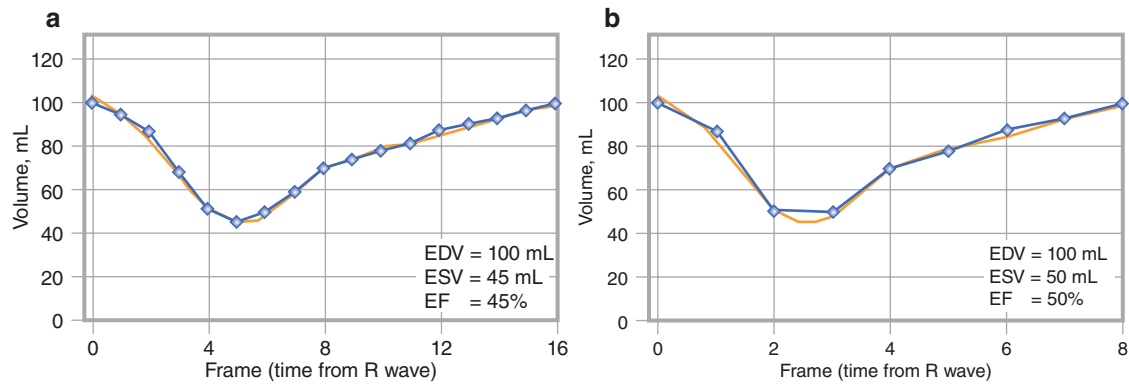 a
120
100
80
60
40
20
0
Volume, mL
EDV = 100 mL
ESV = 45 mL
EF = 45%
0 4 8 12 16
Frame (time from R wave)
b
120
100
80
60
40
20
0
Volume, mL
EDV = 100 mL
ESV = 50 mL
EF = 50%
0 2 4 6 8
Frame (time from R wave)